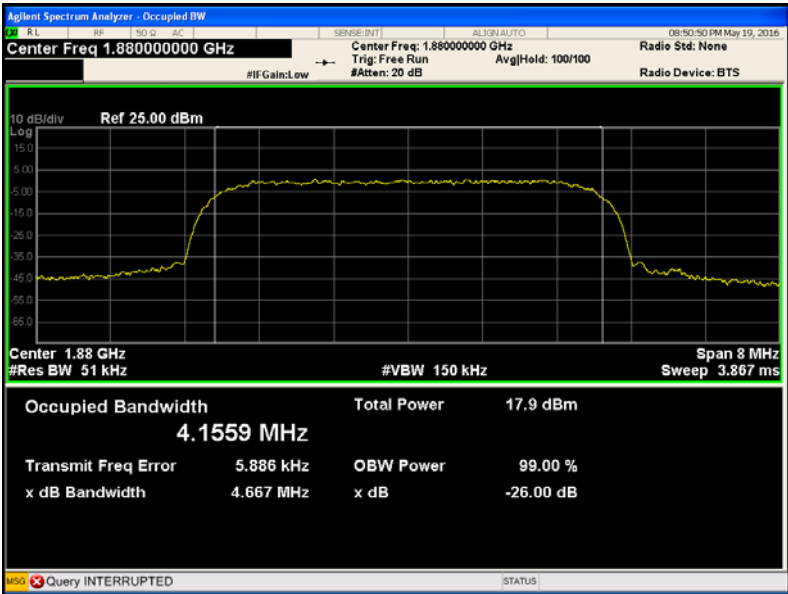 Agilent Spectrum Analyzer - Occupied BW
LXI RL RF 50 Ω AC SENSE:INT ALIGN AUTO 08:50:50 PM May 19, 2016
Center Freq 1.880000000 GHz Center Freq: 1.880000000 GHz Radio Std: None
Trig: Free Run Avg|Hold: 100/100
#IFGain:Low #Atten: 20 dB Radio Device: BTS
10 dB/div Ref 25.00 dBm
Log
15.0
5.00
-5.00
-15.0
-25.0
-35.0
-45.0
-55.0
-65.0
Center 1.88 GHz Span 8 MHz
#Res BW 51 kHz #VBW 150 kHz Sweep 3.867 ms
Occupied Bandwidth Total Power 17.9 dBm
4.1559 MHz
Transmit Freq Error 5.886 kHz OBW Power 99.00 %
x dB Bandwidth 4.667 MHz x dB -26.00 dB
MSG Query INTERRUPTED STATUS